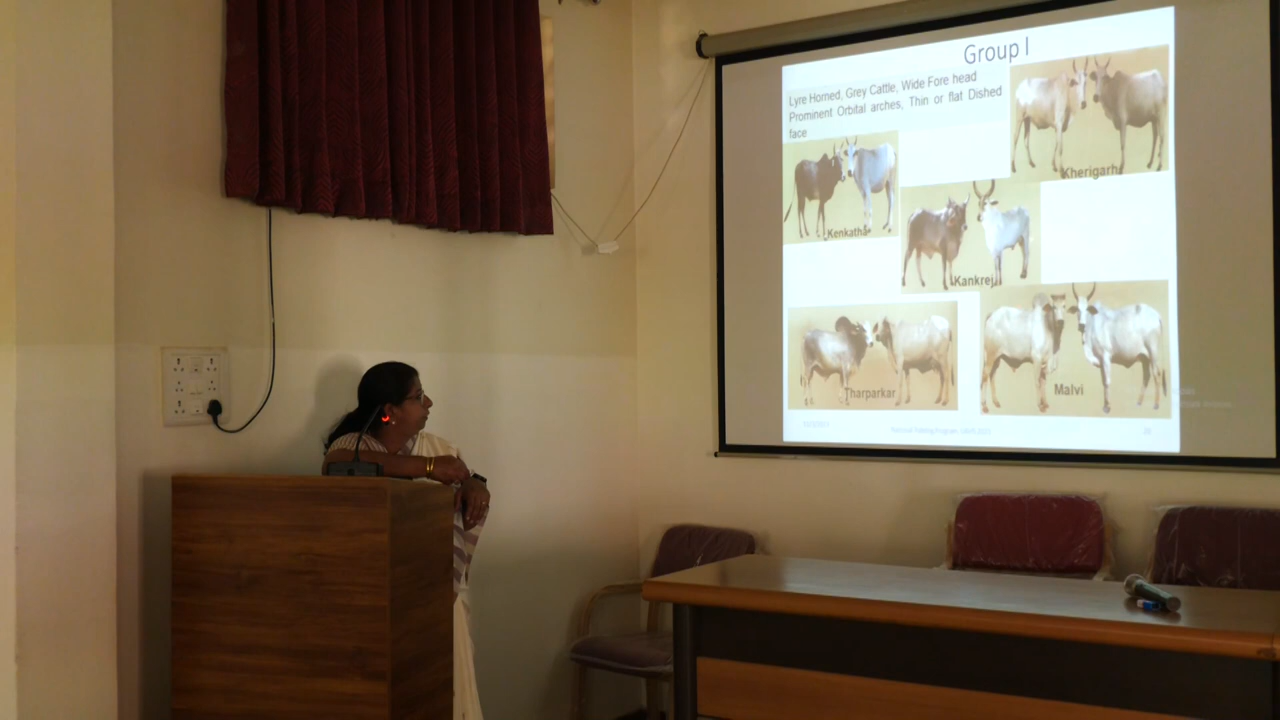 Group I
Lyre Horned, Grey Cattle, Wide Fore head
Prominent Orbital arches, Thin or flat Dished
face
Kherigarh
Kenkatha
Kankrej
Tharparkar
Malvi